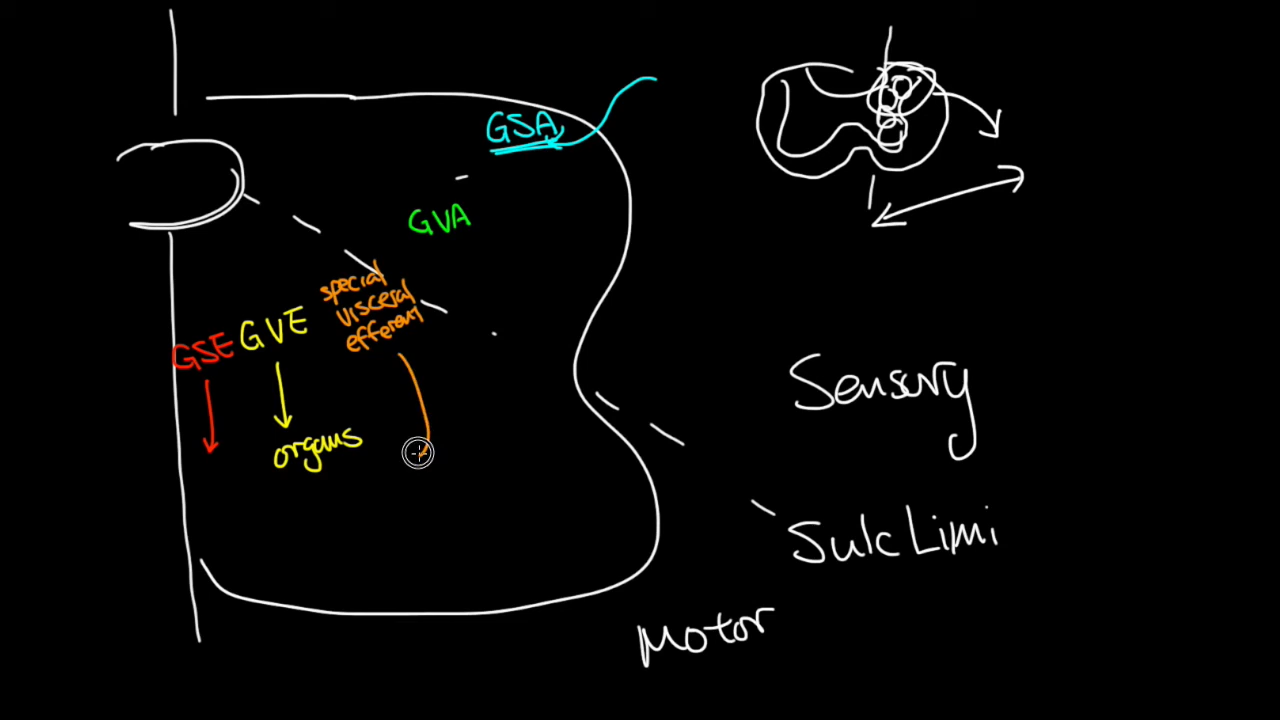 GSA
GVA
special
visceral
efferent
GSE
GVE
organs
Sensory
Sulc Limi
Motor